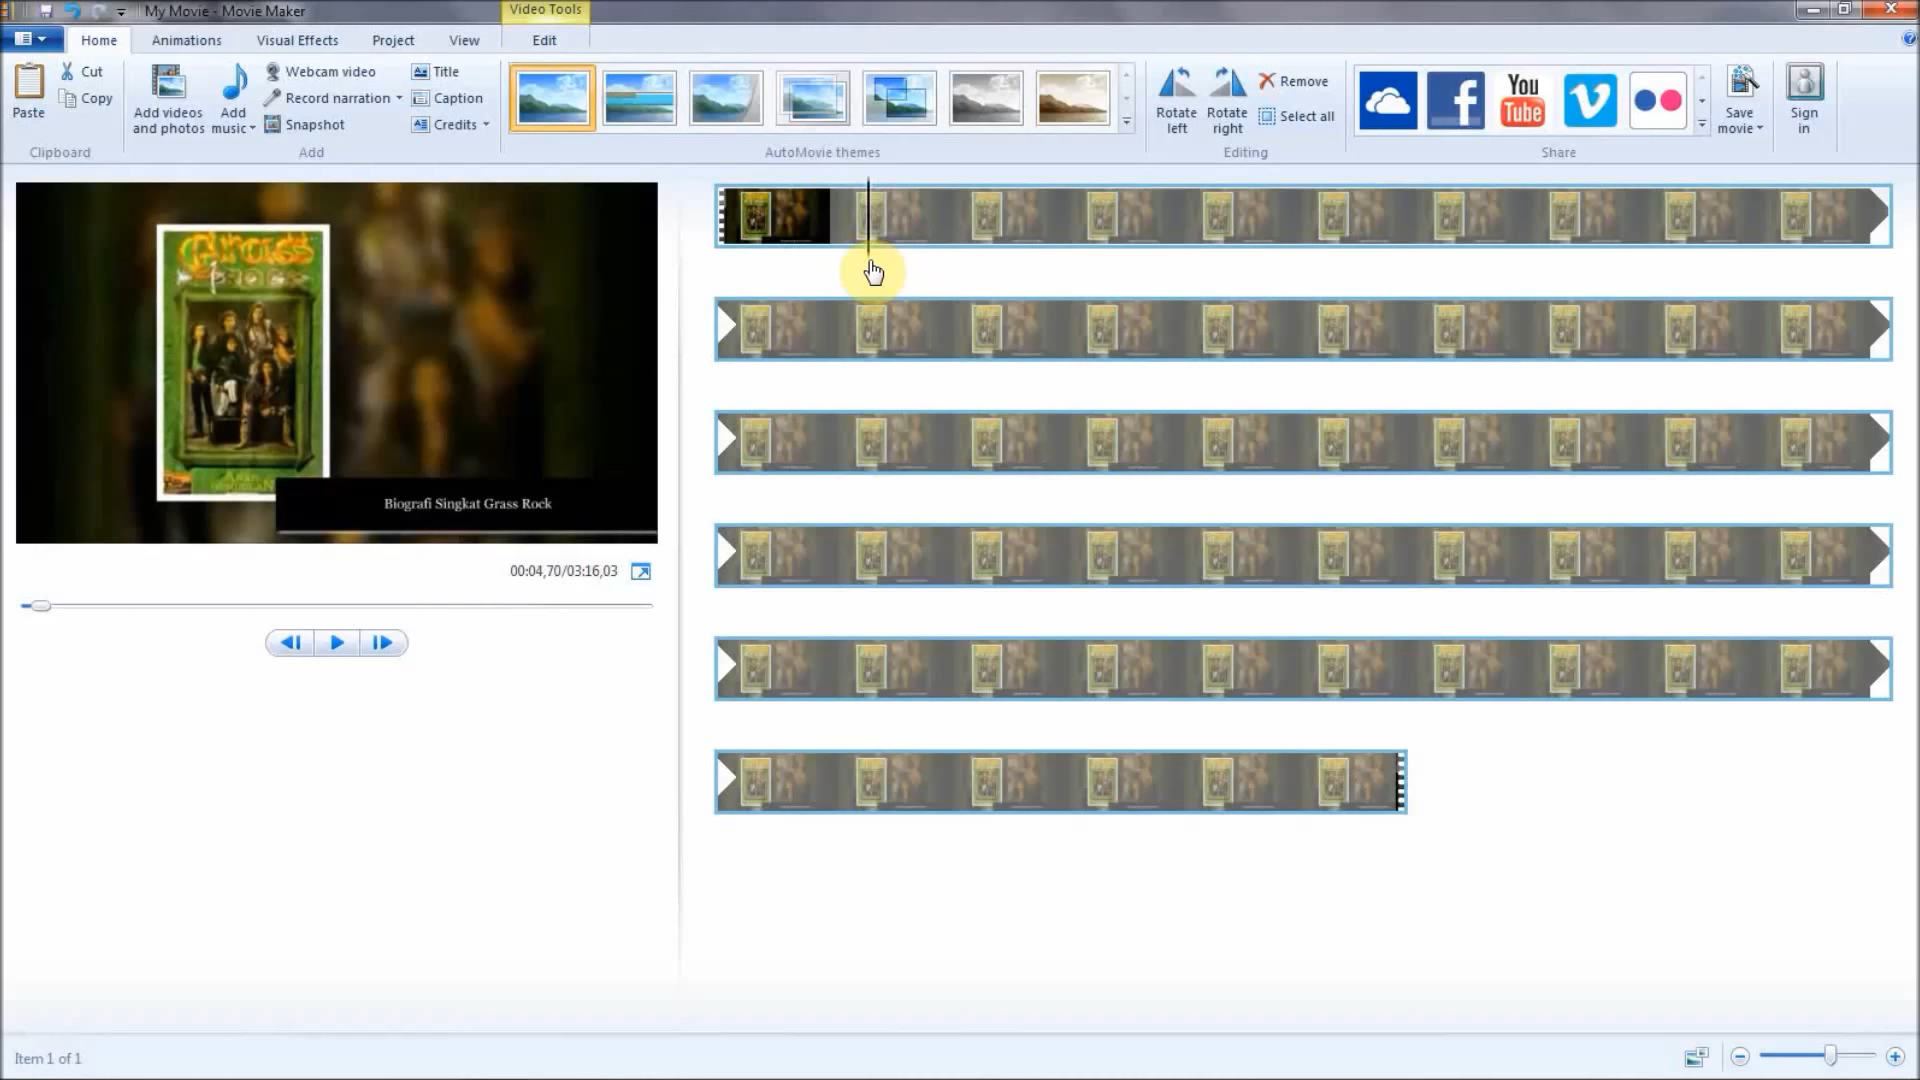 My Movie - Movie Maker
Video Tools
Home
Animations
Visual Effects
Project
View
Edit
Paste
Cut
Copy
Clipboard
Add videos
and photos
Add
music
Webcam video
Record narration
Snapshot
Title
Caption
Credits
Add
AutoMovie themes
Rotate
left
Rotate
right
Remove
Select all
Editing
You
Tube
Share
Save
movie
Sign
in
Biografi Singkat Grass Rock
00:04,70/03:16,03
Item 1 of 1